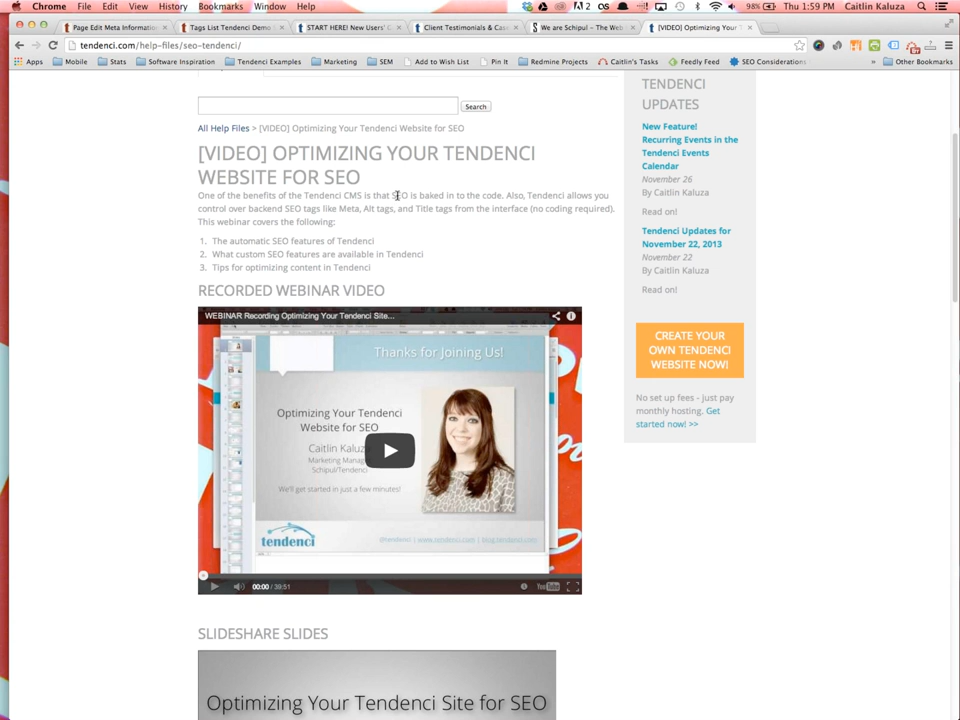 Chrome File Edit View History Bookmarks Window Help 98% Thu 1:59 PM Caitlin Kaluza
Page Edit Meta Information Tags List Tendenci Demo START HERE! New Users' C Client Testimonials & Cas We are Schipul – The Web [VIDEO] Optimizing Your T
tendenci.com/help-files/seo-tendenci/
Apps Mobile Stats Software Inspiration Tendenci Examples Marketing SEM Add to Wish List Pin It Redmine Projects Caitlin's Tasks Feedly Feed SEO Considerations » Other Bookmarks
Search
All Help Files > [VIDEO] Optimizing Your Tendenci Website for SEO
[VIDEO] OPTIMIZING YOUR TENDENCI
WEBSITE FOR SEO
One of the benefits of the Tendenci CMS is that SEO is baked in to the code. Also, Tendenci allows you
control over backend SEO tags like Meta, Alt tags, and Title tags from the interface (no coding required).
This webinar covers the following:
1. The automatic SEO features of Tendenci
2. What custom SEO features are available in Tendenci
3. Tips for optimizing content in Tendenci
RECORDED WEBINAR VIDEO
WEBINAR Recording Optimizing Your Tendenci Site...
Thanks for Joining Us!
Optimizing Your Tendenci
Website for SEO
Caitlin Kaluza
Marketing Manager
Schipul/Tendenci
We'll get started in just a few minutes!
tendenci
@tendenci | www.tendenci.com | blog.tendenci.com
00:00 / 39:51 YouTube
SLIDESHARE SLIDES
Optimizing Your Tendenci Site for SEO
TENDENCI
UPDATES
New Feature!
Recurring Events in the
Tendenci Events
Calendar
November 26
By Caitlin Kaluza
Read on!
Tendenci Updates for
November 22, 2013
November 22
By Caitlin Kaluza
Read on!
CREATE YOUR
OWN TENDENCI
WEBSITE NOW!
No set up fees - just pay
monthly hosting. Get
started now! >>